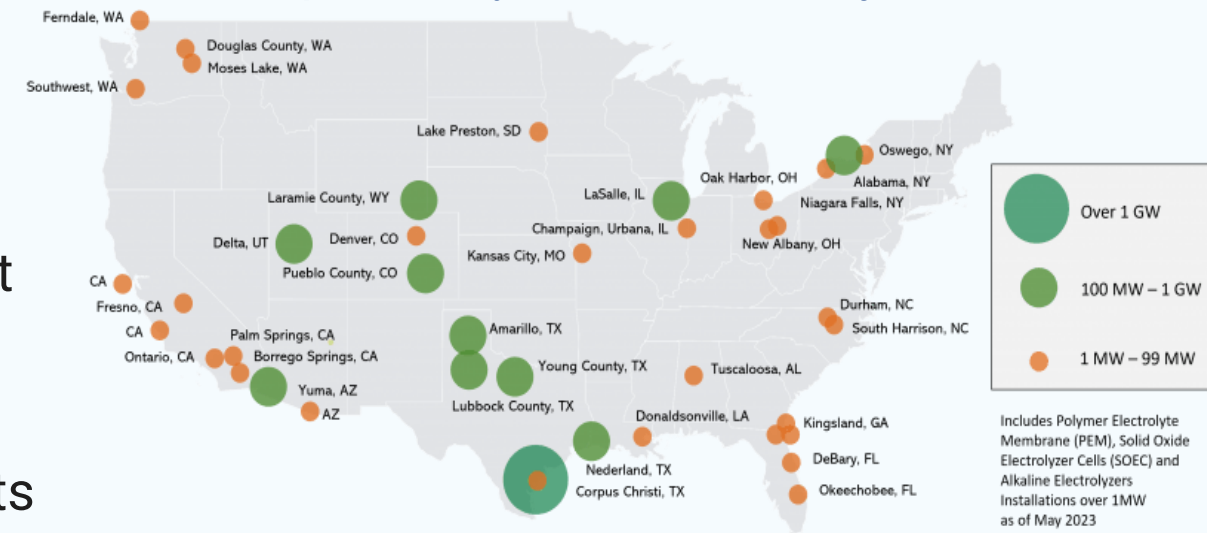 Ferndale, WA
Douglas County, WA
Moses Lake, WA
Southwest, WA
Lake Preston, SD
Oswego, NY
Alabama, NY
Niagara Falls, NY
Oak Harbor, OH
LaSalle, IL
Laramie County, WY
Champaign, Urbana, IL
New Albany, OH
Delta, UT
Denver, CO
Kansas City, MO
Pueblo County, CO
CA
Fresno, CA
CA
Palm Springs, CA
Ontario, CA
Borrego Springs, CA
Yuma, AZ
AZ
Amarillo, TX
Young County, TX
Lubbock County, TX
Durham, NC
South Harrison, NC
Tuscaloosa, AL
Donaldsonville, LA
Kingsland, GA
DeBary, FL
Okeechobee, FL
Nederland, TX
Corpus Christi, TX
t
ts
Over 1 GW
100 MW – 1 GW
1 MW – 99 MW
Includes Polymer Electrolyte
Membrane (PEM), Solid Oxide
Electrolyzer Cells (SOEC) and
Alkaline Electrolyzers
Installations over 1MW
as of May 2023